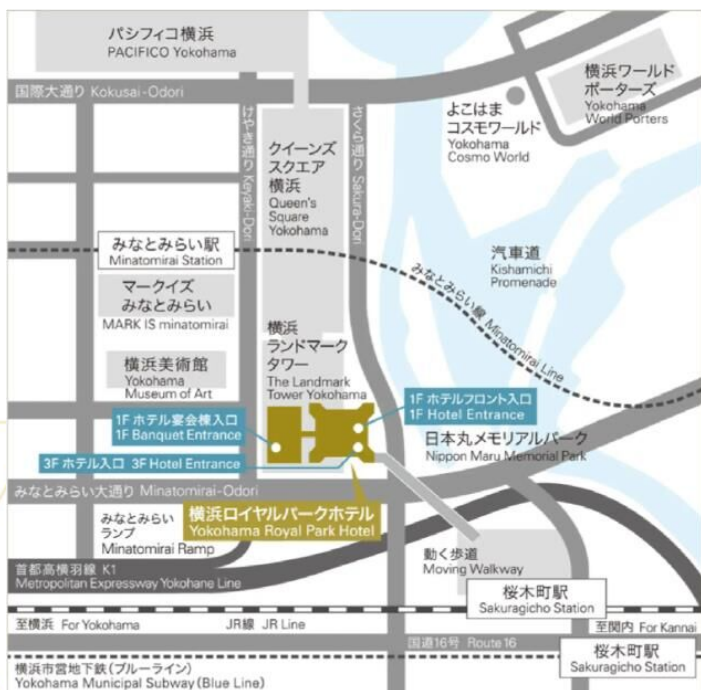 パシフィコ横浜
PACIFICO Yokohama
国際大通り Kokusai-Odori
けやき通り Keyaki-Dori
さくら通り Sakura-Dori
横浜ワールド
ポーターズ
Yokohama
World Porters
よこはま
コスモワールド
Yokohama
Cosmo World
クイーンズ
スクエア
横浜
Queen's
Square
Yokohama
みなとみらい駅
Minatomirai Station
汽車道
Kishamichi
Promenade
みなとみらい線 Minatomirai Line
マークイズ
みなとみらい
MARK IS minatomirai
横浜美術館
Yokohama
Museum of Art
横浜
ランドマーク
タワー
The Landmark
Tower Yokohama
1F ホテルフロント入口
1F Hotel Entrance
1F ホテル宴会棟入口
1F Banquet Entrance
3F ホテル入口 3F Hotel Entrance
日本丸メモリアルパーク
Nippon Maru Memorial Park
みなとみらい大通り Minatomirai-Odori
横浜ロイヤルパークホテル
Yokohama Royal Park Hotel
みなとみらい
ランプ
Minatomirai Ramp
動く歩道
Moving Walkway
首都高横羽線 K1
Metropolitan Expressway Yokohane Line
桜木町駅
Sakuragicho Station
至横浜 For Yokohama
JR線 JR Line
至関内 For Kannai
国道16号 Route 16
桜木町駅
Sakuragicho Station
横浜市営地下鉄(ブルーライン)
Yokohama Municipal Subway (Blue Line)